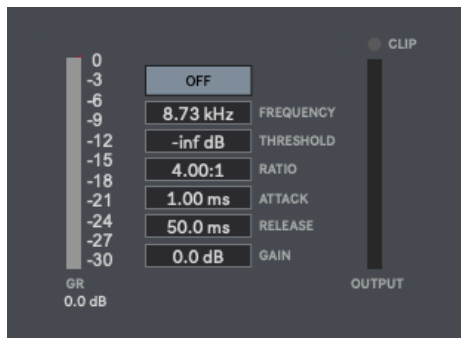 CLIP
0
-3
-6
-9
-12
-15
-18
-21
-24
-27
-30
OFF
8.73 kHz FREQUENCY
-inf dB THRESHOLD
4.00:1 RATIO
1.00 ms ATTACK
50.0 ms RELEASE
0.0 dB GAIN
GR
0.0 dB
OUTPUT